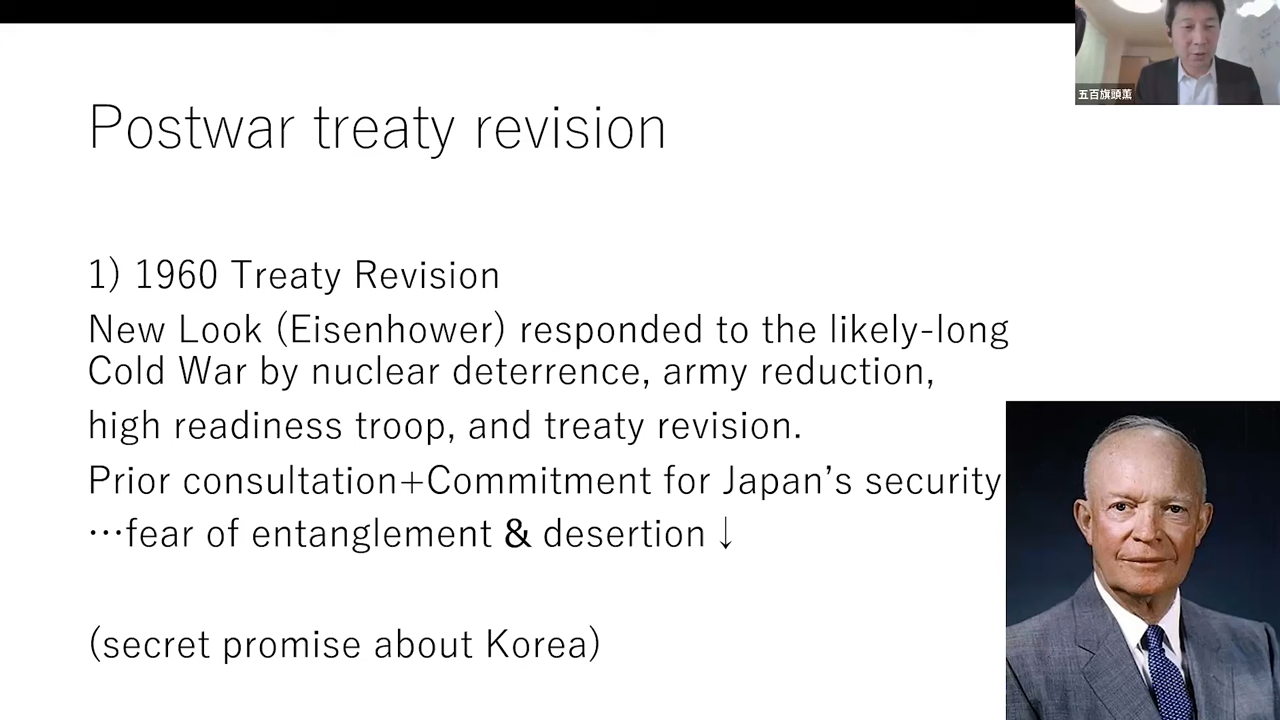 五百旗頭薫
Postwar treaty revision
1) 1960 Treaty Revision
New Look (Eisenhower) responded to the likely-long
Cold War by nuclear deterrence, army reduction,
high readiness troop, and treaty revision.
Prior consultation+Commitment for Japan’s security
…fear of entanglement & desertion ↓
(secret promise about Korea)